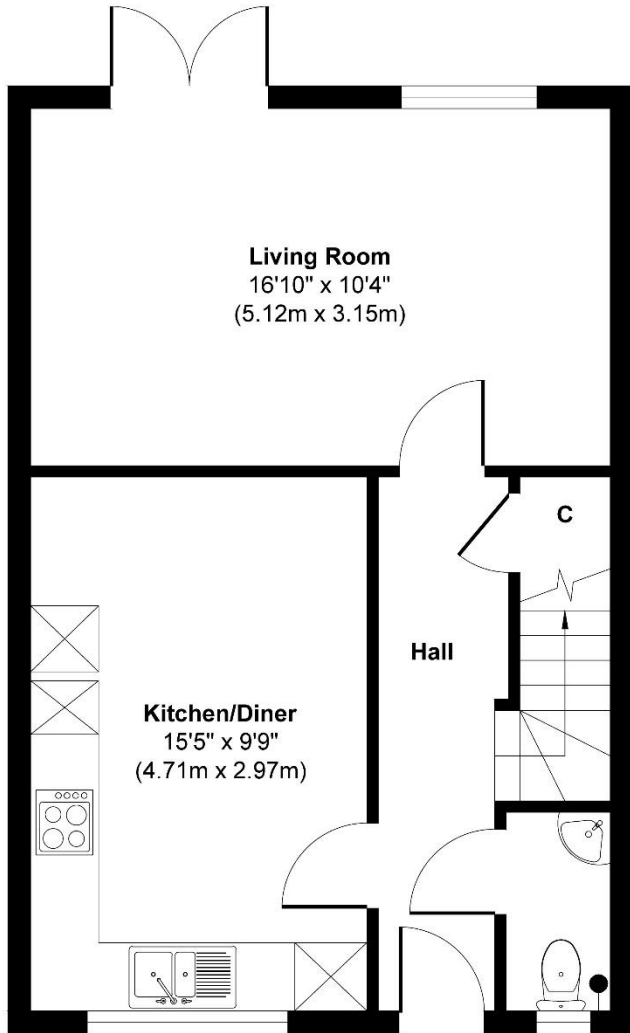 Living Room
16'10" x 10'4"
(5.12m x 3.15m)
C
Hall
Kitchen/Diner
15'5" x 9'9"
(4.71m x 2.97m)